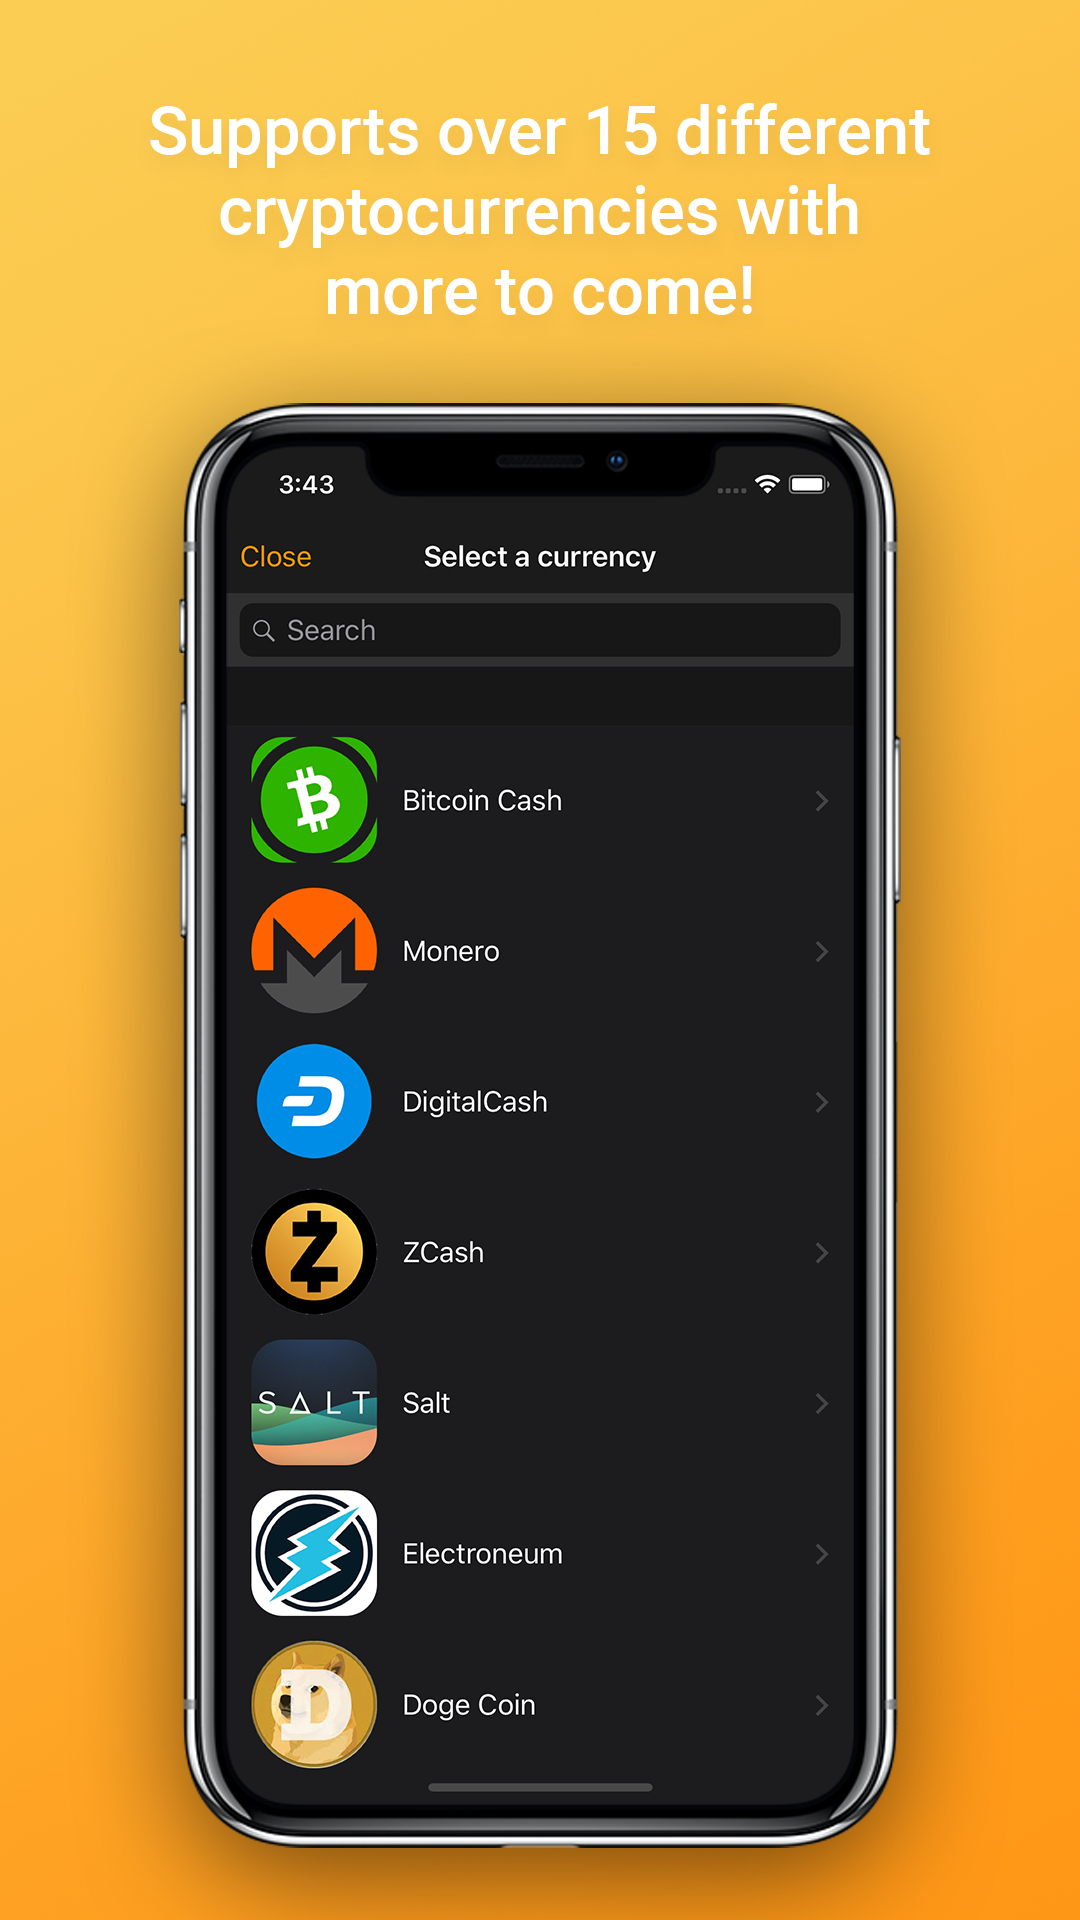 Supports over 15 different
cryptocurrencies with
more to come!
3:43
Close
Select a currency
Search
Bitcoin Cash
Monero
DigitalCash
ZCash
SALT
Salt
Electroneum
D
Doge Coin